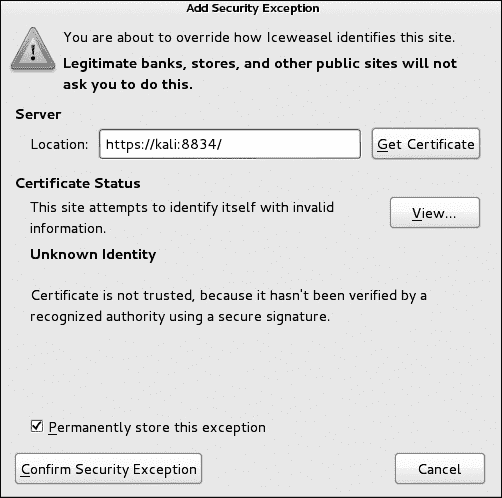 Add Security Exception
You are about to override how Iceweasel identifies this site.
Legitimate banks, stores, and other public sites will not
ask you to do this.
Server
Location: https://kali:8834/ Get Certificate
Certificate Status
This site attempts to identify itself with invalid
information.
View...
Unknown Identity
Certificate is not trusted, because it hasn't been verified by a
recognized authority using a secure signature.
Permanently store this exception
Confirm Security Exception Cancel